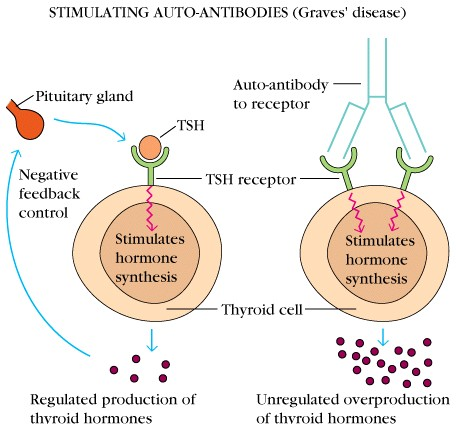 STIMULATING AUTO-ANTIBODIES (Graves' disease)
Pituitary gland
TSH
Auto-antibody
to receptor
Negative
feedback
control
TSH receptor
Stimulates
hormone
synthesis
Stimulates
hormone
synthesis
Thyroid cell
Regulated production of
thyroid hormones
Unregulated overproduction
of thyroid hormones